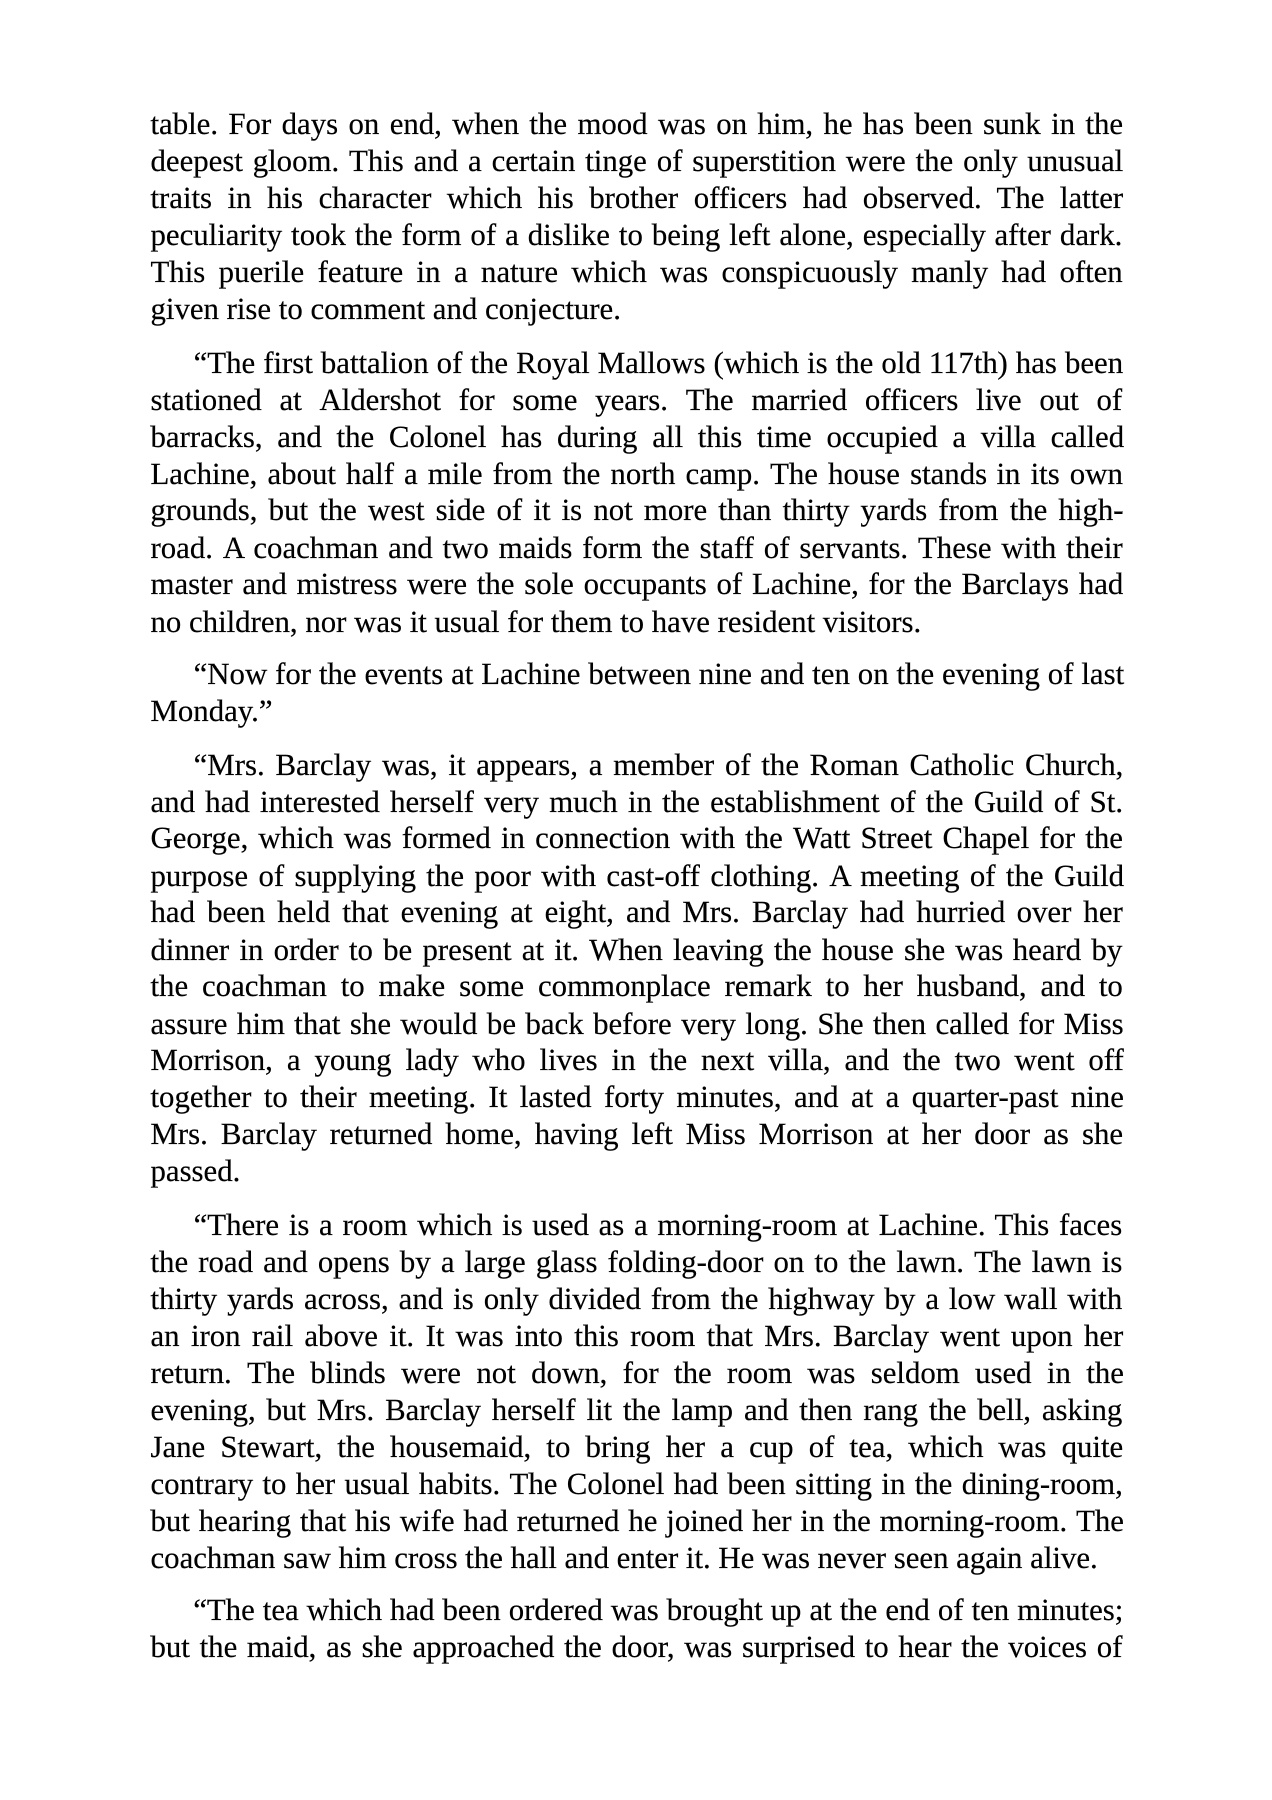 table. For days on end, when the mood was on him, he has been sunk in the
deepest gloom. This and a certain tinge of superstition were the only unusual
traits in his character which his brother officers had observed. The latter
peculiarity took the form of a dislike to being left alone, especially after dark.
This puerile feature in a nature which was conspicuously manly had often
given rise to comment and conjecture.
“The first battalion of the Royal Mallows (which is the old 117th) has been
stationed at Aldershot for some years. The married officers live out of
barracks, and the Colonel has during all this time occupied a villa called
Lachine, about half a mile from the north camp. The house stands in its own
grounds, but the west side of it is not more than thirty yards from the high-
road. A coachman and two maids form the staff of servants. These with their
master and mistress were the sole occupants of Lachine, for the Barclays had
no children, nor was it usual for them to have resident visitors.
“Now for the events at Lachine between nine and ten on the evening of last
Monday.”
“Mrs. Barclay was, it appears, a member of the Roman Catholic Church,
and had interested herself very much in the establishment of the Guild of St.
George, which was formed in connection with the Watt Street Chapel for the
purpose of supplying the poor with cast-off clothing. A meeting of the Guild
had been held that evening at eight, and Mrs. Barclay had hurried over her
dinner in order to be present at it. When leaving the house she was heard by
the coachman to make some commonplace remark to her husband, and to
assure him that she would be back before very long. She then called for Miss
Morrison, a young lady who lives in the next villa, and the two went off
together to their meeting. It lasted forty minutes, and at a quarter-past nine
Mrs. Barclay returned home, having left Miss Morrison at her door as she
passed.
“There is a room which is used as a morning-room at Lachine. This faces
the road and opens by a large glass folding-door on to the lawn. The lawn is
thirty yards across, and is only divided from the highway by a low wall with
an iron rail above it. It was into this room that Mrs. Barclay went upon her
return. The blinds were not down, for the room was seldom used in the
evening, but Mrs. Barclay herself lit the lamp and then rang the bell, asking
Jane Stewart, the housemaid, to bring her a cup of tea, which was quite
contrary to her usual habits. The Colonel had been sitting in the dining-room,
but hearing that his wife had returned he joined her in the morning-room. The
coachman saw him cross the hall and enter it. He was never seen again alive.
“The tea which had been ordered was brought up at the end of ten minutes;
but the maid, as she approached the door, was surprised to hear the voices of